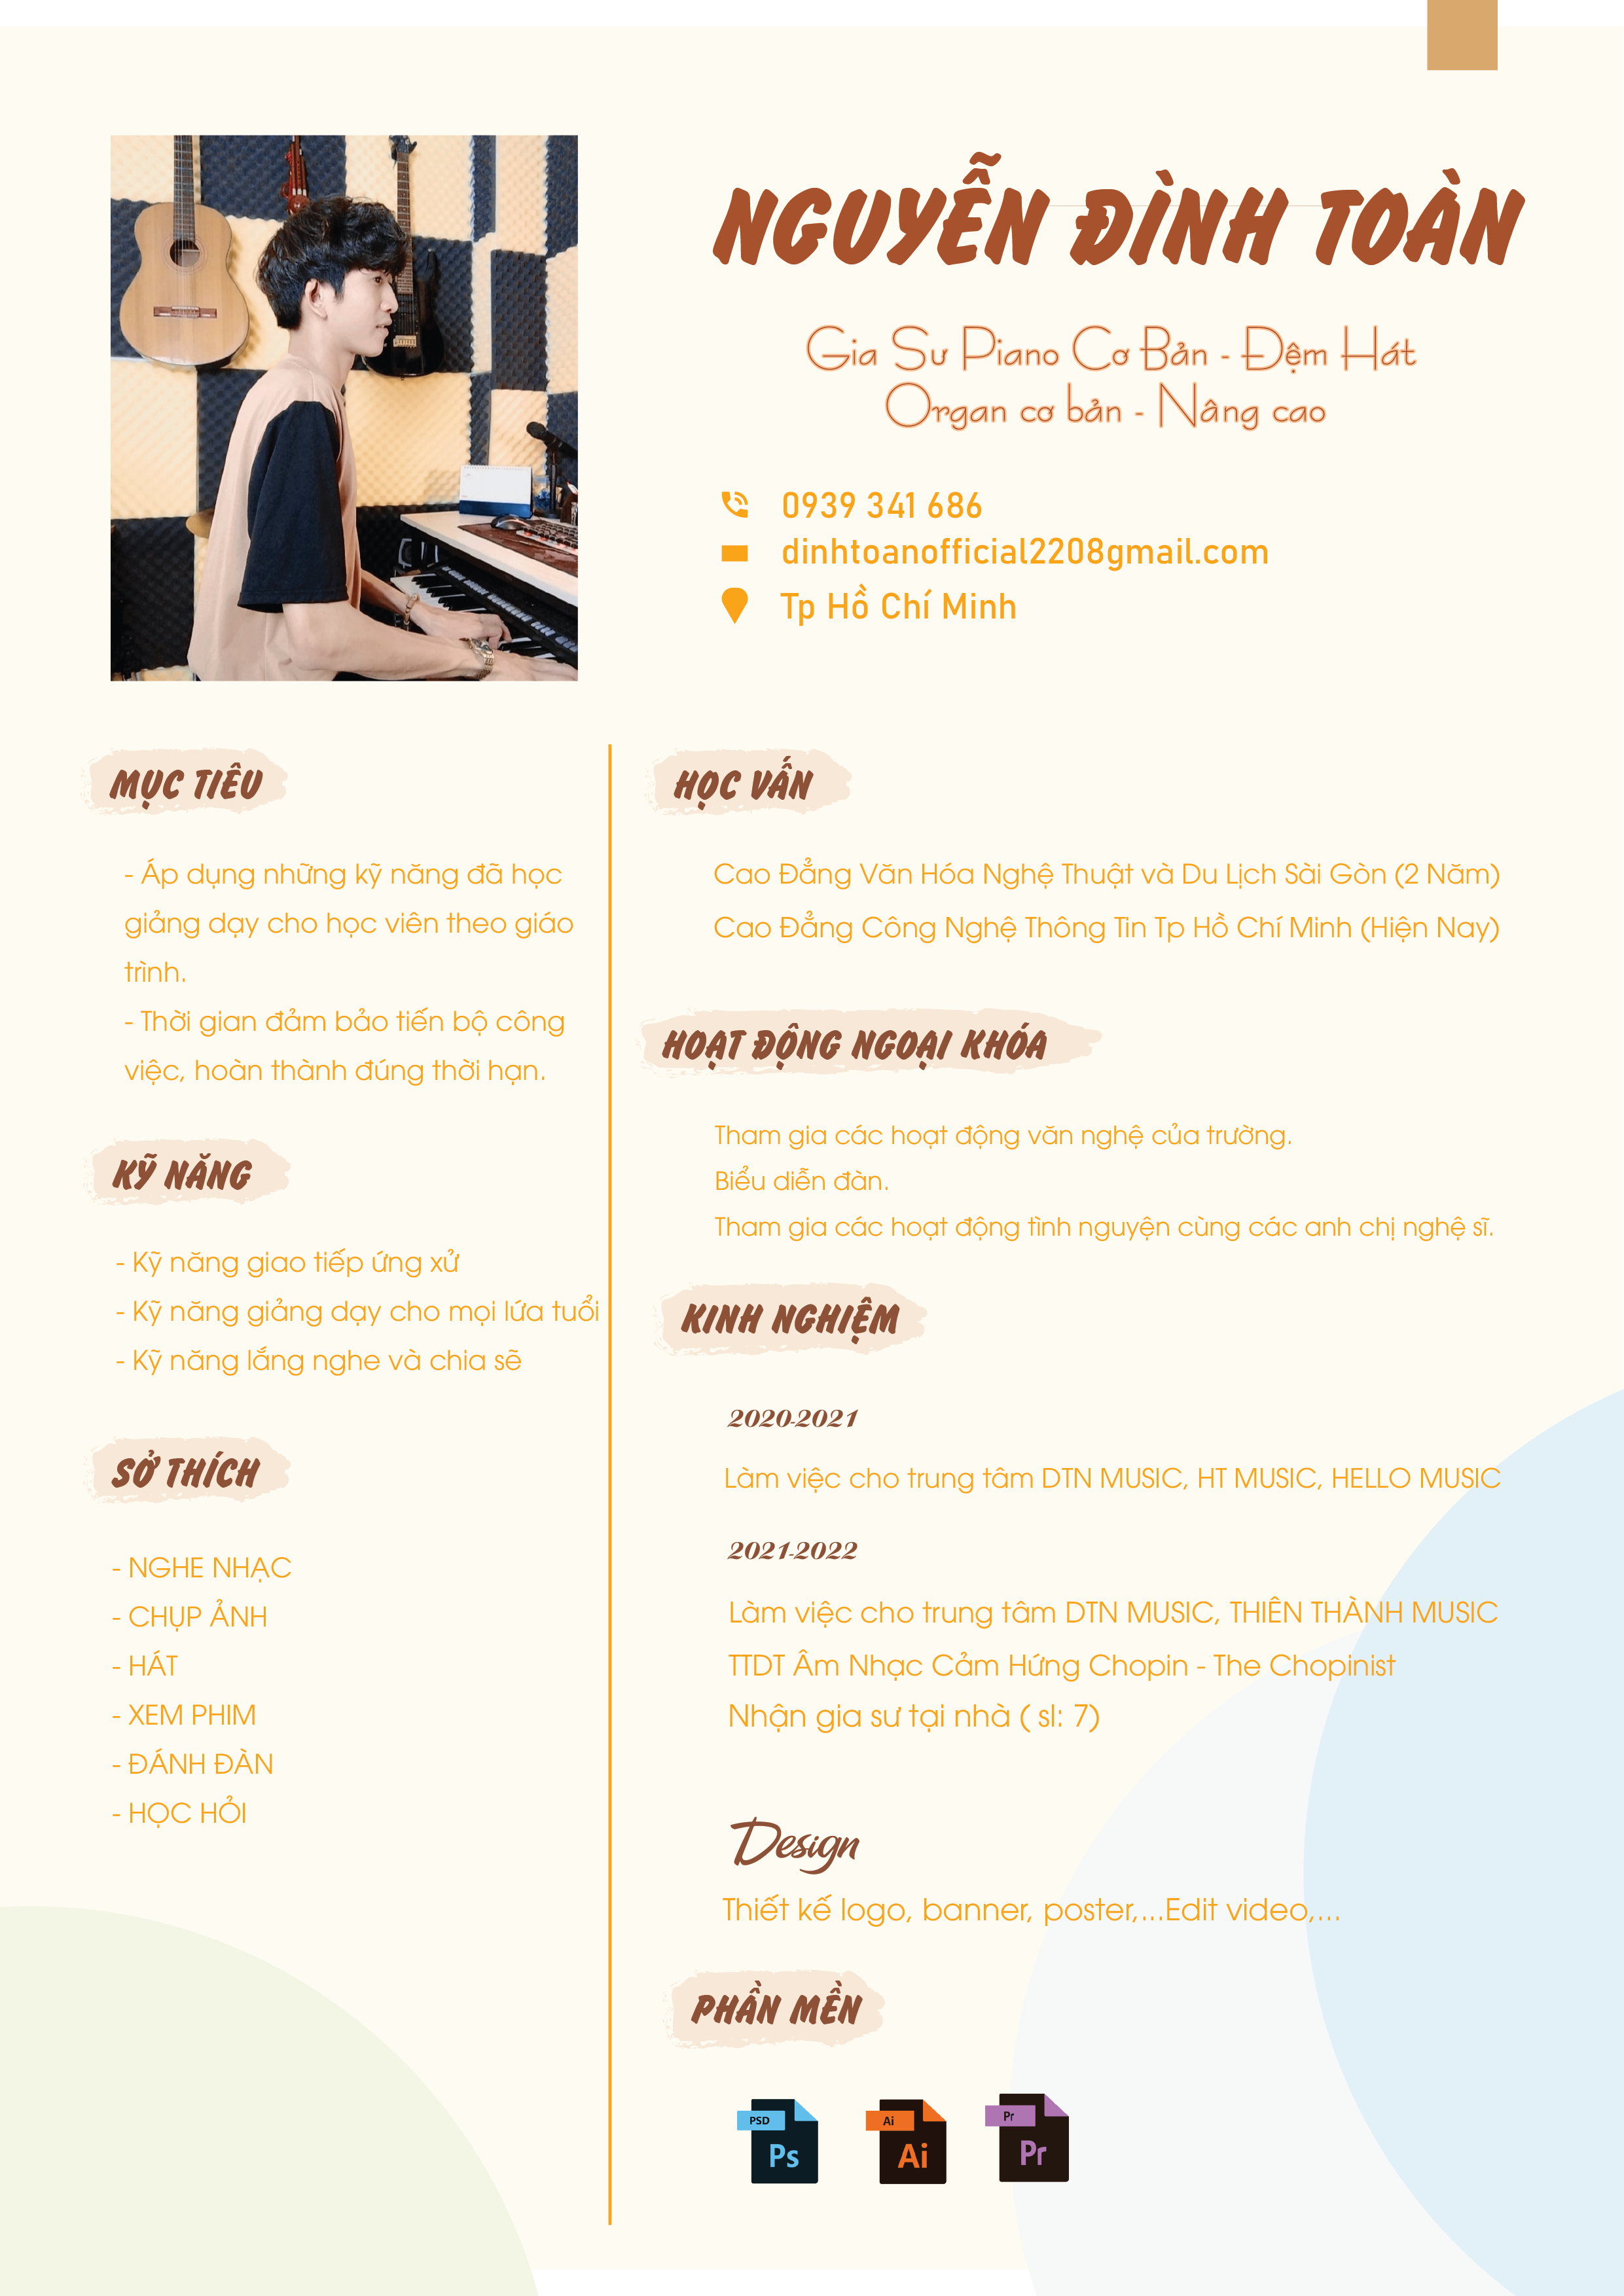 NGUYỄN ĐÌNH TOÀN
Gia Sư Piano Cơ Bản - Đệm Hát
Organ cơ bản - Nâng cao
0939 341 686
dinhtoanofficial2208gmail.com
Tp Hồ Chí Minh
MỤC TIÊU
- Áp dụng những kỹ năng đã học
giảng dạy cho học viên theo giáo
trình.
- Thời gian đảm bảo tiến bộ công
việc, hoàn thành đúng thời hạn.
KỸ NĂNG
- Kỹ năng giao tiếp ứng xử
- Kỹ năng giảng dạy cho mọi lứa tuổi
- Kỹ năng lắng nghe và chia sẽ
SỞ THÍCH
- NGHE NHẠC
- CHỤP ẢNH
- HÁT
- XEM PHIM
- ĐÁNH ĐÀN
- HỌC HỎI
HỌC VẤN
Cao Đẳng Văn Hóa Nghệ Thuật và Du Lịch Sài Gòn (2 Năm)
Cao Đẳng Công Nghệ Thông Tin Tp Hồ Chí Minh (Hiện Nay)
HOẠT ĐỘNG NGOẠI KHÓA
Tham gia các hoạt động văn nghệ của trường.
Biểu diễn đàn.
Tham gia các hoạt động tình nguyện cùng các anh chị nghệ sĩ.
KINH NGHIỆM
2020-2021
Làm việc cho trung tâm DTN MUSIC, HT MUSIC, HELLO MUSIC
2021-2022
Làm việc cho trung tâm DTN MUSIC, THIÊN THÀNH MUSIC
TTDT Âm Nhạc Cảm Hứng Chopin - The Chopinist
Nhận gia sư tại nhà ( sl: 7)
Design
Thiết kế logo, banner, poster,...Edit video,...
PHẦN MỀN
PSD
Ps
Ai
Ai
Pr
Pr